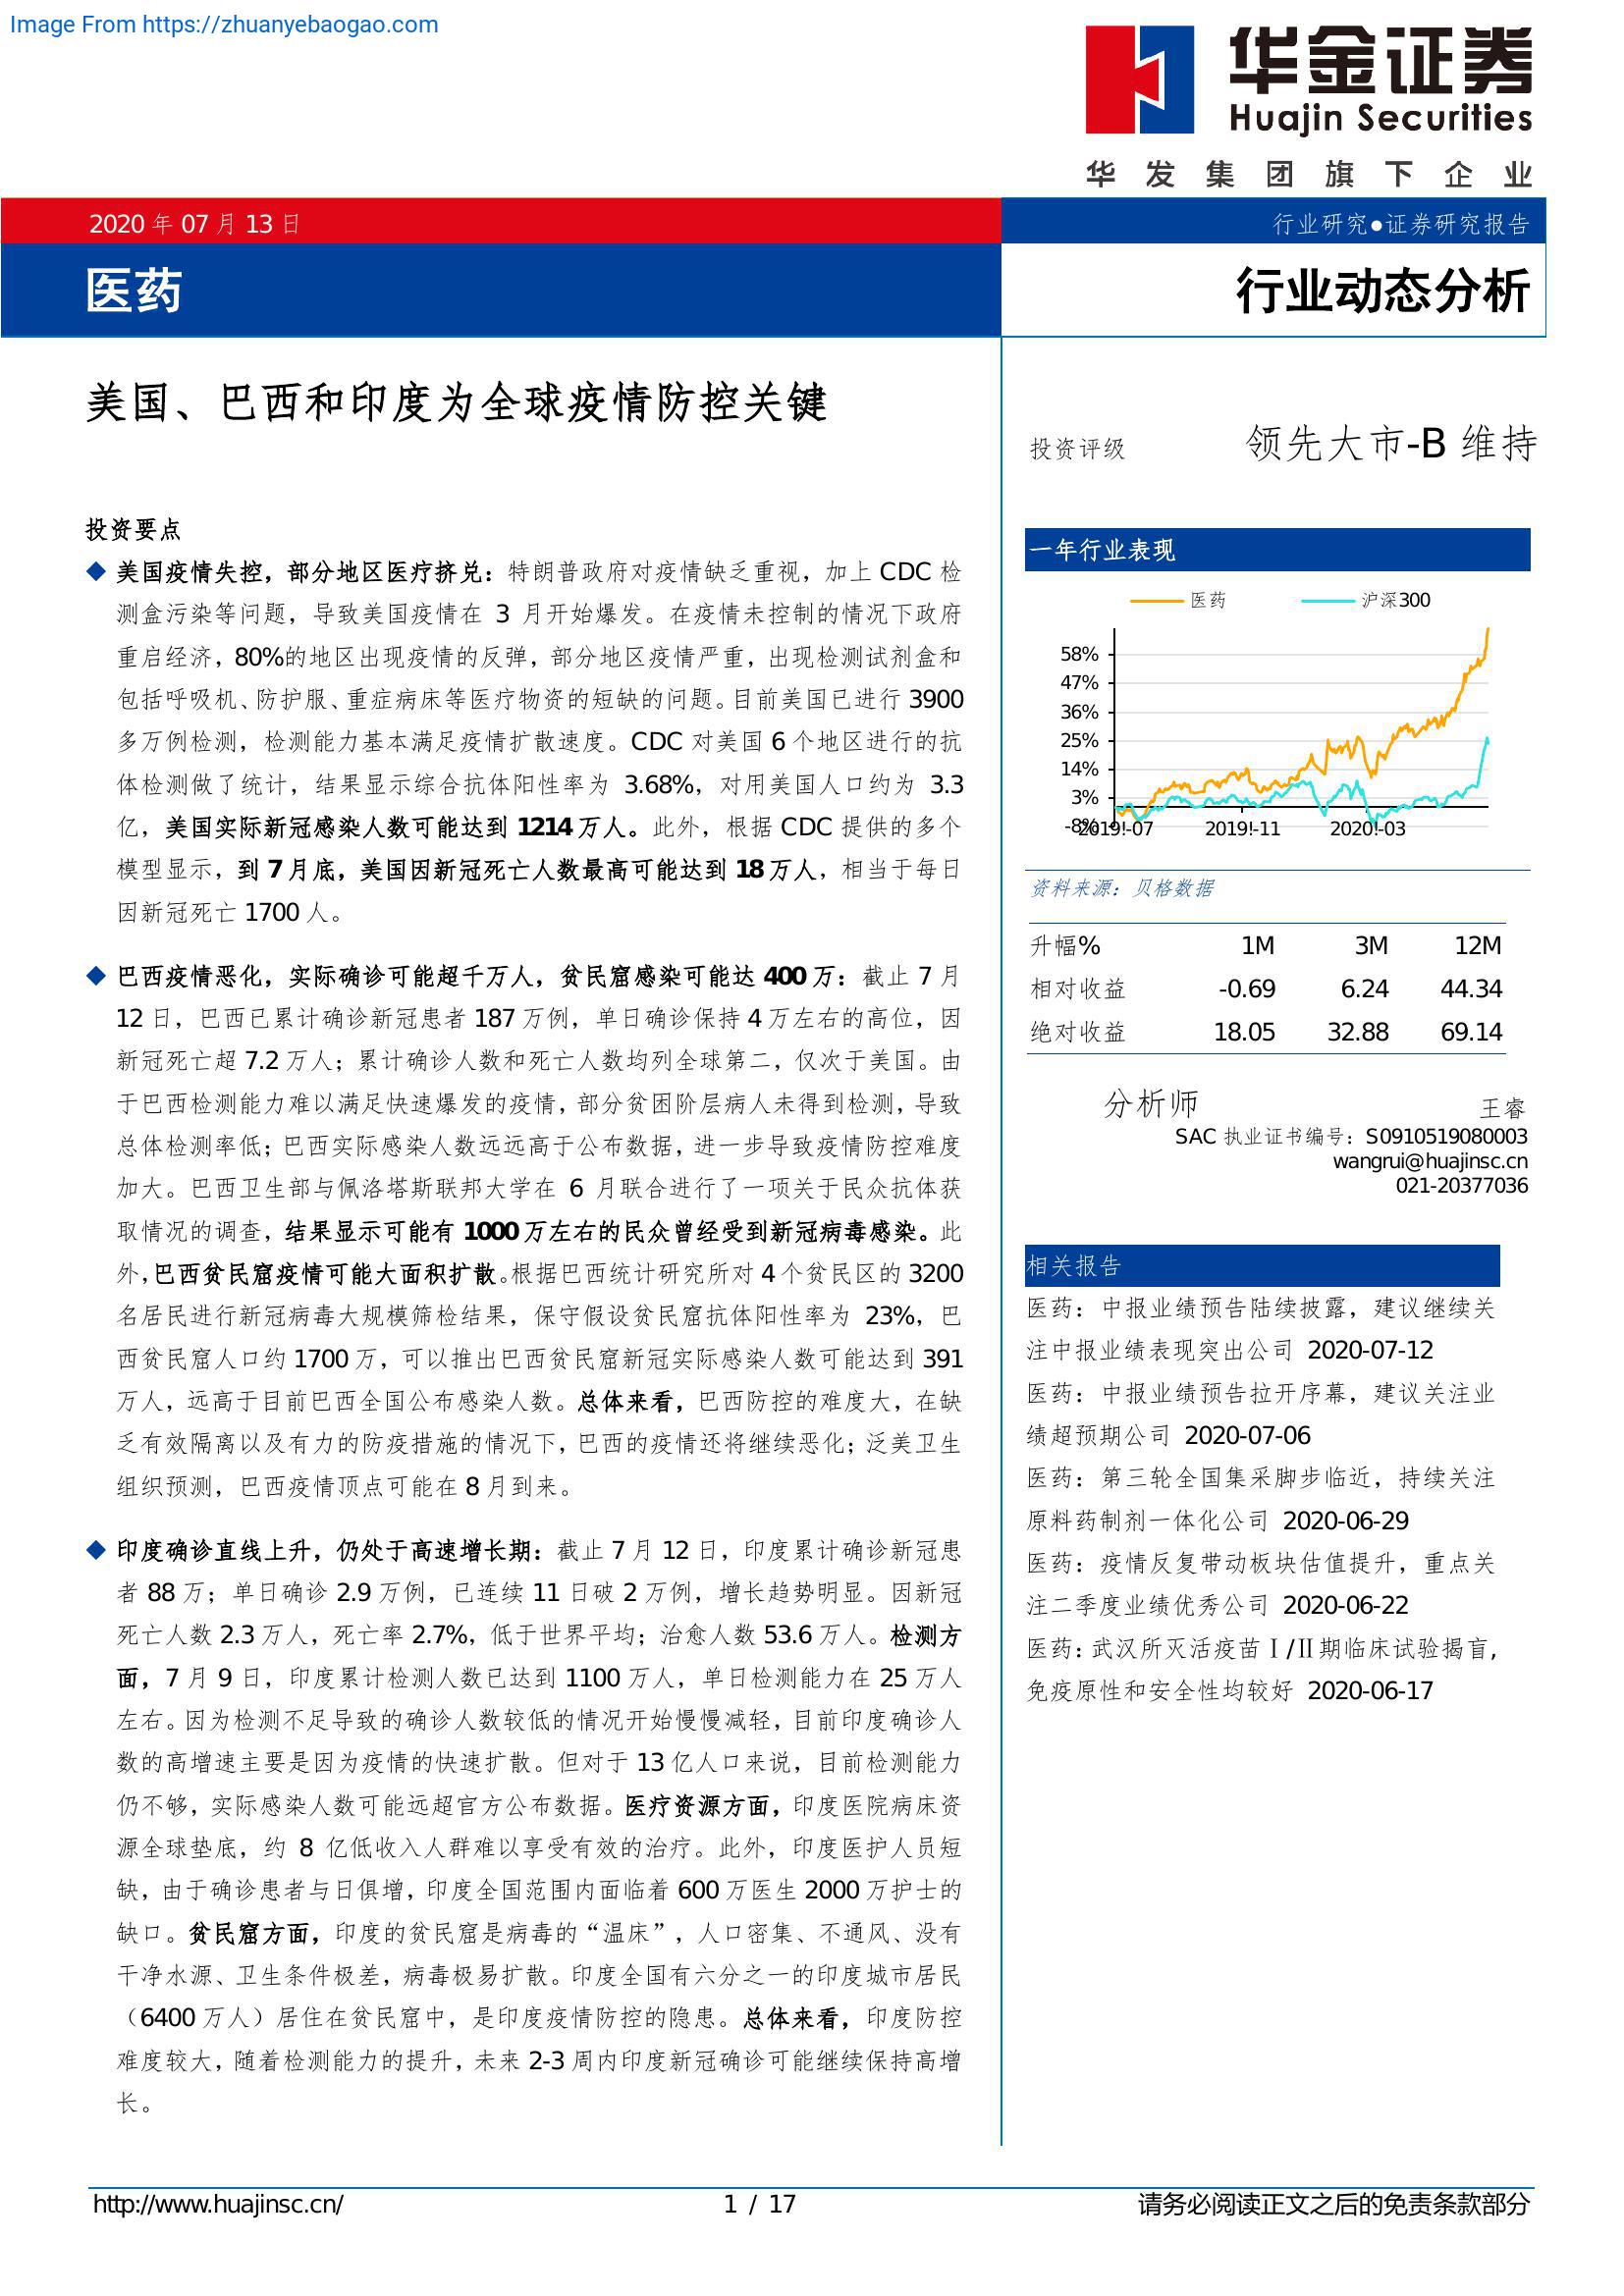 Image From https://zhuanyebaogao.com
华金证券
Huajin Securities
华发集团旗下企业
2020 年 07 月 13 日
行业研究●证券研究报告
医药
行业动态分析
美国、巴西和印度为全球疫情防控关键
投资要点
◆ 美国疫情失控，部分地区医疗挤兑：特朗普政府对疫情缺乏重视，加上 CDC 检
测盒污染等问题，导致美国疫情在 3 月开始爆发。在疫情未控制的情况下政府
重启经济，80%的地区出现疫情的反弹，部分地区疫情严重，出现检测试剂盒和
包括呼吸机、防护服、重症病床等医疗物资的短缺的问题。目前美国已进行 3900
多万例检测，检测能力基本满足疫情扩散速度。CDC 对美国 6 个地区进行的抗
体检测做了统计，结果显示综合抗体阳性率为 3.68%，对用美国人口约为 3.3
亿，美国实际新冠感染人数可能达到 1214 万人。此外，根据 CDC 提供的多个
模型显示，到 7 月底，美国因新冠死亡人数最高可能达到 18 万人，相当于每日
因新冠死亡 1700 人。
◆ 巴西疫情恶化，实际确诊可能超千万人，贫民窟感染可能达 400 万：截止 7 月
12 日，巴西已累计确诊新冠患者 187 万例，单日确诊保持 4 万左右的高位，因
新冠死亡超 7.2 万人；累计确诊人数和死亡人数均列全球第二，仅次于美国。由
于巴西检测能力难以满足快速爆发的疫情，部分贫困阶层病人未得到检测，导致
总体检测率低；巴西实际感染人数远远高于公布数据，进一步导致疫情防控难度
加大。巴西卫生部与佩洛塔斯联邦大学在 6 月联合进行了一项关于民众抗体获
取情况的调查，结果显示可能有 1000 万左右的民众曾经受到新冠病毒感染。此
外，巴西贫民窟疫情可能大面积扩散。根据巴西统计研究所对 4 个贫民区的 3200
名居民进行新冠病毒大规模筛检结果，保守假设贫民窟抗体阳性率为 23%，巴
西贫民窟人口约 1700 万，可以推出巴西贫民窟新冠实际感染人数可能达到 391
万人，远高于目前巴西全国公布感染人数。总体来看，巴西防控的难度大，在缺
乏有效隔离以及有力的防疫措施的情况下，巴西的疫情还将继续恶化；泛美卫生
组织预测，巴西疫情顶点可能在 8 月到来。
◆ 印度确诊直线上升，仍处于高速增长期：截止 7 月 12 日，印度累计确诊新冠患
者 88 万；单日确诊 2.9 万例，已连续 11 日破 2 万例，增长趋势明显。因新冠
死亡人数 2.3 万人，死亡率 2.7%，低于世界平均；治愈人数 53.6 万人。检测方
面，7 月 9 日，印度累计检测人数已达到 1100 万人，单日检测能力在 25 万人
左右。因为检测不足导致的确诊人数较低的情况开始慢慢减轻，目前印度确诊人
数的高增速主要是因为疫情的快速扩散。但对于 13 亿人口来说，目前检测能力
仍不够，实际感染人数可能远超官方公布数据。医疗资源方面，印度医院病床资
源全球垫底，约 8 亿低收入人群难以享受有效的治疗。此外，印度医护人员短
缺，由于确诊患者与日俱增，印度全国范围内面临着 600 万医生 2000 万护士的
缺口。贫民窟方面，印度的贫民窟是病毒的“温床”，人口密集、不通风、没有
干净水源、卫生条件极差，病毒极易扩散。印度全国有六分之一的印度城市居民
（6400 万人）居住在贫民窟中，是印度疫情防控的隐患。总体来看，印度防控
难度较大，随着检测能力的提升，未来 2-3 周内印度新冠确诊可能继续保持高增
长。
投资评级 领先大市-B 维持
一年行业表现
医药 沪深300
58%
47%
36%
25%
14%
3%
-8%
2019!-07 2019!-11 2020!-03
资料来源：贝格数据
升幅% 1M 3M 12M
相对收益 -0.69 6.24 44.34
绝对收益 18.05 32.88 69.14
分析师 王睿
SAC 执业证书编号：S0910519080003
wangrui@huajinsc.cn
021-20377036
相关报告
医药：中报业绩预告陆续披露，建议继续关
注中报业绩表现突出公司 2020-07-12
医药：中报业绩预告拉开序幕，建议关注业
绩超预期公司 2020-07-06
医药：第三轮全国集采脚步临近，持续关注
原料药制剂一体化公司 2020-06-29
医药：疫情反复带动板块估值提升，重点关
注二季度业绩优秀公司 2020-06-22
医药：武汉所灭活疫苗Ⅰ/Ⅱ期临床试验揭盲，
免疫原性和安全性均较好 2020-06-17
http://www.huajinsc.cn/ 1 / 17 请务必阅读正文之后的免责条款部分